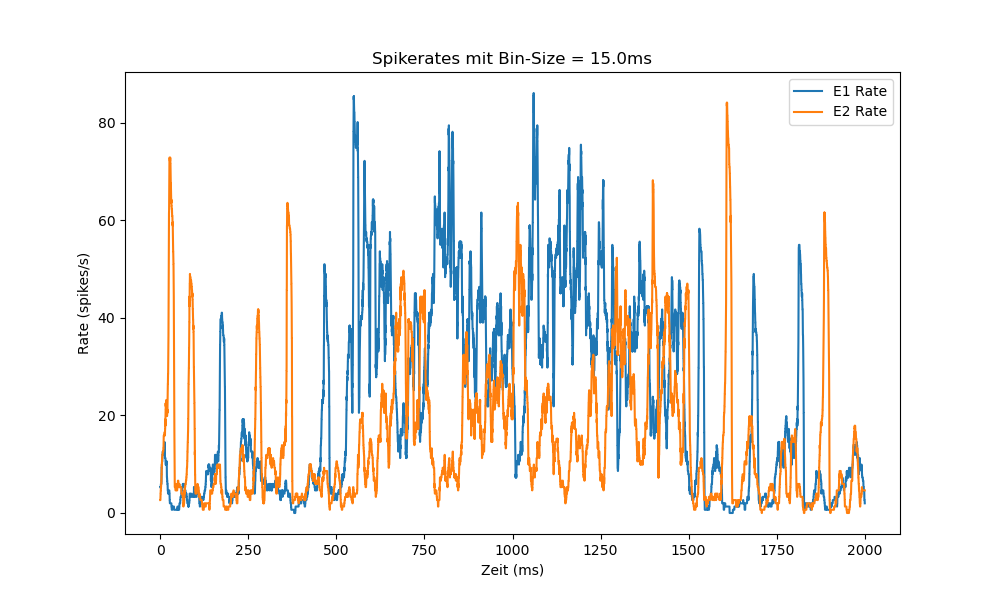 Spikerates mit Bin-Size = 15.0ms
E1 Rate
E2 Rate
Rate (spikes/s)
80
60
40
20
0
0 250 500 750 1000 1250 1500 1750 2000
Zeit (ms)